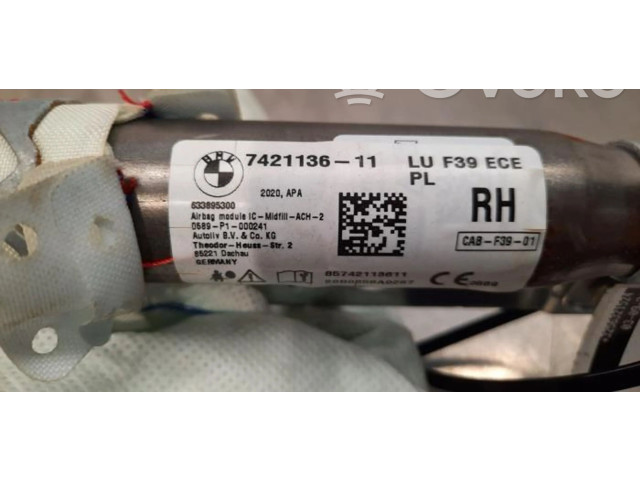 BMW
7421136-11
LU F39 ECE
PL
2020, APA
RH
633895300
Airbag module IC-Midfill-ACH-2
0589-P1-000241
Autoliv B.V. & Co. KG
Theodor-Heuss-Str. 2
85221 Dachau
GERMANY
CAB-F39-01
CE